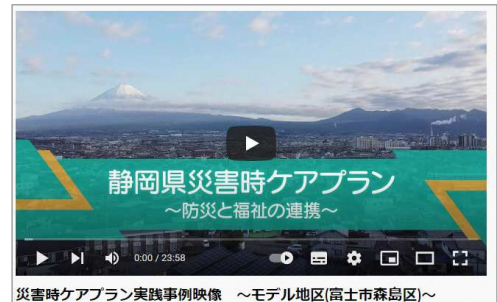 静岡県災害時ケアプラン
～防災と福祉の連携～
0:00 / 23:58
災害時ケアプラン実践事例映像　～モデル地区(富士市森島区)～